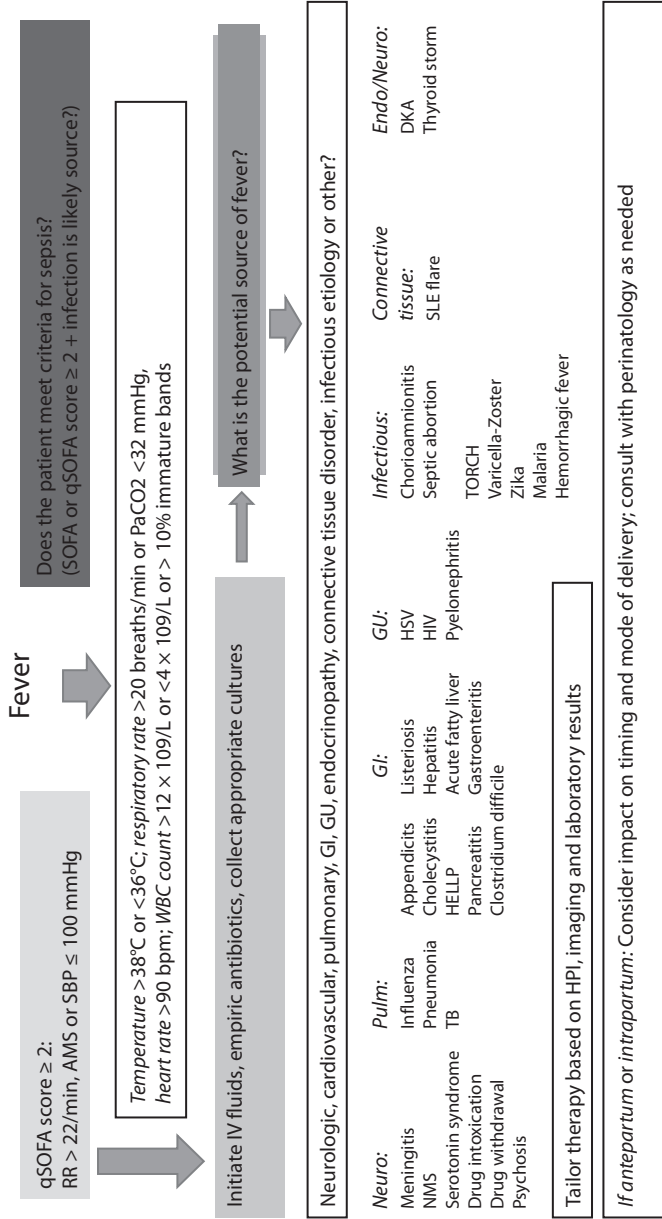 Fever
qSOFA score ≥ 2:
RR > 22/min, AMS or SBP ≤ 100 mmHg
Does the patient meet criteria for sepsis?
(SOFA or qSOFA score ≥ 2 + infection is likely source?)
Temperature >38°C or <36°C; respiratory rate >20 breaths/min or PaCO2 <32 mmHg,
heart rate >90 bpm; WBC count >12 × 109/L or <4 × 109/L or > 10% immature bands
Initiate IV fluids, empiric antibiotics, collect appropriate cultures
What is the potential source of fever?
Neurologic, cardiovascular, pulmonary, GI, GU, endocrinopathy, connective tissue disorder, infectious etiology or other?
Neuro:
Meningitis
NMS
Serotonin syndrome
Drug intoxication
Drug withdrawal
Psychosis
Pulm:
Influenza
Pneumonia
TB
GI:
Appendicits
Cholecystitis
HELLP
Pancreatitis
Clostridium difficile
Listeriosis
Hepatitis
Acute fatty liver
Gastroenteritis
GU:
HSV
HIV
Pyelonephritis
Infectious:
Chorioamnionitis
Septic abortion
TORCH
Varicella-Zoster
Zika
Malaria
Hemorrhagic fever
Connective
tissue:
SLE flare
Endo/Neuro:
DKA
Thyroid storm
Tailor therapy based on HPI, imaging and laboratory results
If antepartum or intrapartum: Consider impact on timing and mode of delivery; consult with perinatology as needed